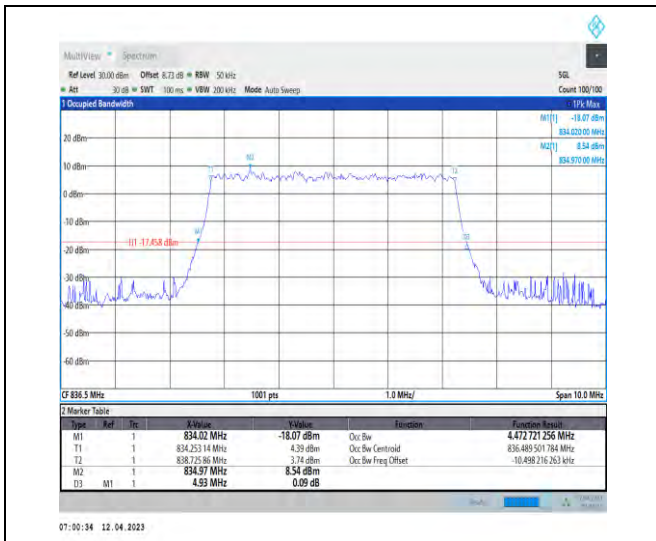 MultiView Spectrum
Ref Level 30.00 dBm Offset 8.73 dB RBW 50 kHz SGL
Att 30 dB SWT 100 ms VBW 200 kHz Mode Auto Sweep Count 100/100
1 Occupied Bandwidth 1Pk Max
M1[1] -18.07 dBm
834.02000 MHz
M2[1] 8.54 dBm
834.97000 MHz
20 dBm
M2
T1 T2
10 dBm
0 dBm
-10 dBm
M1 D3
H1 -17.458 dBm
-20 dBm
-30 dBm
-40 dBm
-50 dBm
-60 dBm
CF 836.5 MHz 1001 pts 1.0 MHz/ Span 10.0 MHz
2 Marker Table
Type Ref Trc X-Value Y-Value Function Function Result
M1 1 834.02 MHz -18.07 dBm Occ Bw 4.472 721 256 MHz
T1 1 834.253 14 MHz 4.39 dBm Occ Bw Centroid 836.489 501 784 MHz
T2 1 838.725 86 MHz 3.74 dBm Occ Bw Freq Offset -10.498 216 263 kHz
M2 1 834.97 MHz 8.54 dBm
D3 M1 1 4.93 MHz 0.09 dB
07:00:34 12.04.2023